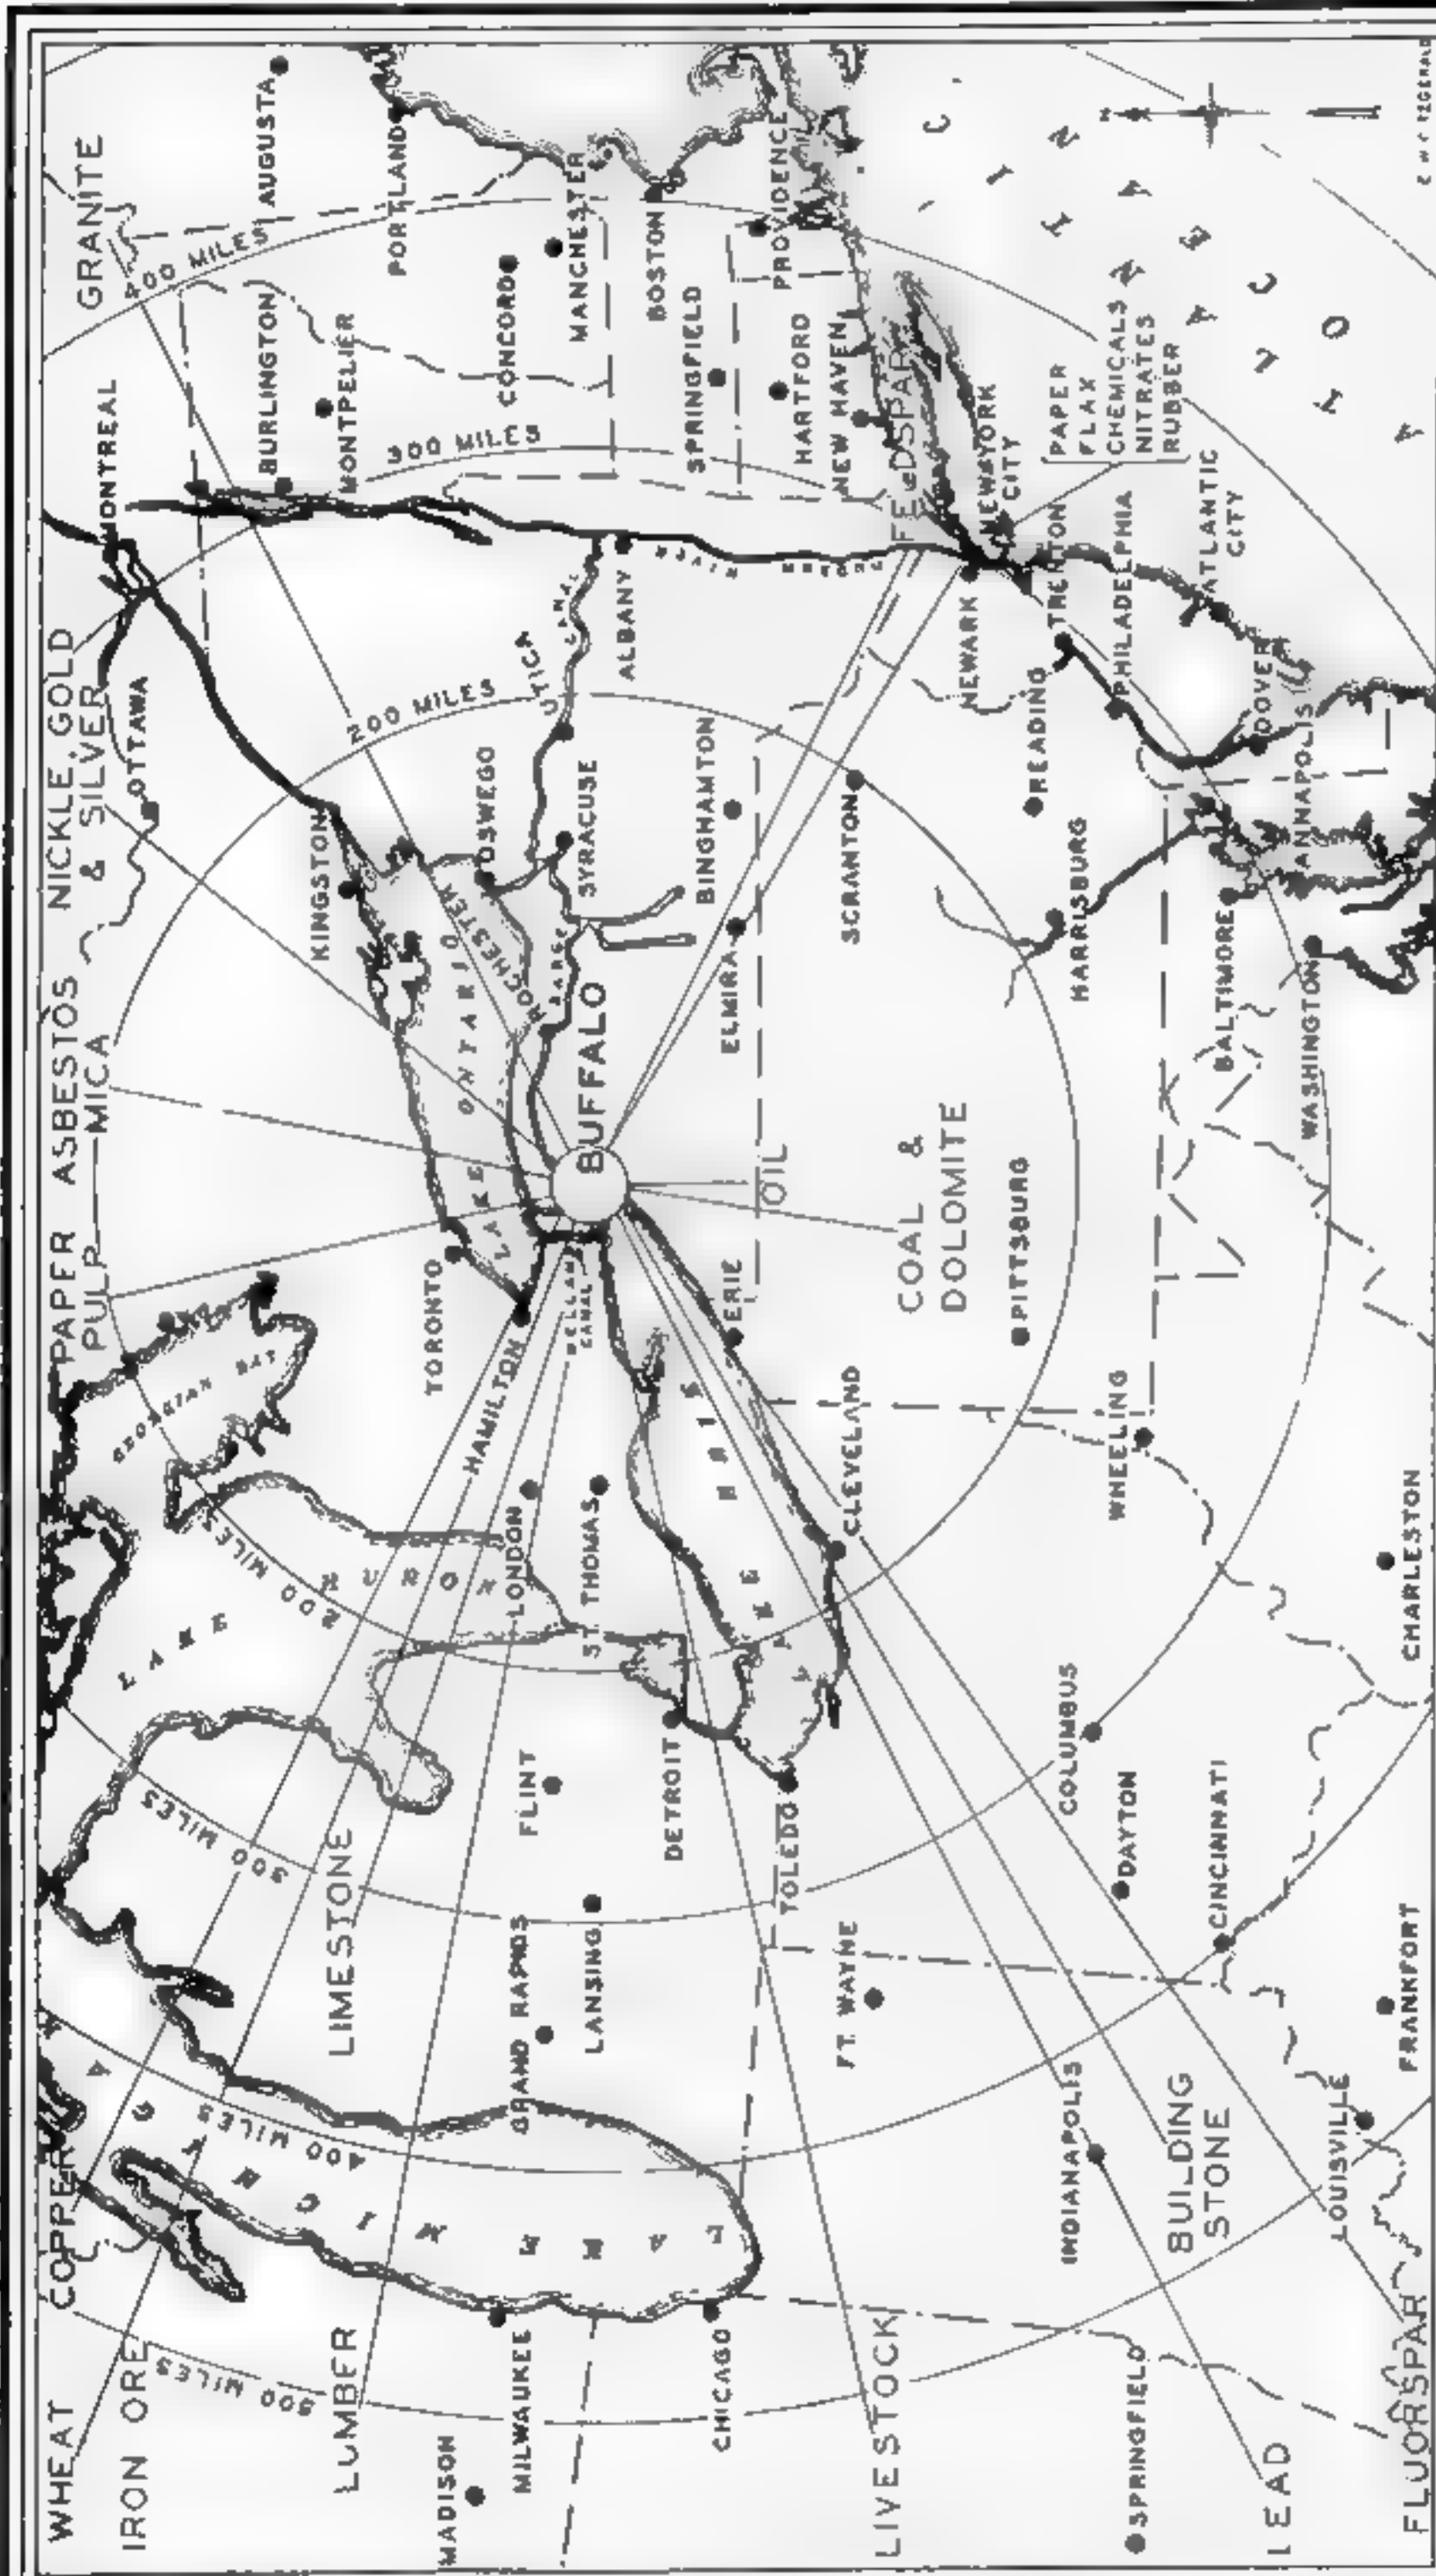 WHEAT
COPPER
PAPER
PULP
ASBESTOS
MICA
NICKLE, GOLD
& SILVER
GRANITE
IRON ORE
MONTREAL
OTTAWA
AUGUSTA
BURLINGTON
MONTPELIER
PORTLAND
CONCORD
MANCHESTER
BOSTON
SPRINGFIELD
PROVIDENCE
HARTFORD
NEW HAVEN
300 MILES
200 MILES
GEORGIAN BAY
LAKE HURON
200 MILES
300 MILES
400 MILES
500 MILES
KINGSTON
OSWEGO
ROCHESTER
LAKE ONTARIO
TORONTO
HAMILTON
CANAL
BARGE
CANAL
UTICA
SYRACUSE
ALBANY
BUFFALO
LIMESTONE
LUMBER
LONDON
ST THOMAS
FLINT
GRAND RAPIDS
LANSING
DETROIT
LAKE MICHIGAN
MADISON
MILWAUKEE
CHICAGO
LAKE ERIE
ERIE
ELMIRA
BINGHAMTON
SCRANTON
OIL
TOLEDO
CLEVELAND
FT WAYNE
COAL &
DOLOMITE
PITTSBURG
FELDSPAR
NEWARK
NEW YORK
CITY
PAPER
FLAX
CHEMICALS
NITRATES
RUBBER
READING
TRENTON
PHILADELPHIA
ATLANTIC
CITY
HARRISBURG
LIVESTOCK
INDIANAPOLIS
COLUMBUS
DAYTON
WHEELING
BALTIMORE
DOVER
ANNAPOLIS
WASHINGTON
BUILDING
STONE
CINCINNATI
SPRINGFIELD
LEAD
LOUISVILLE
FRANKFORT
CHARLESTON
FLUORSPAR
ATLANTIC
N